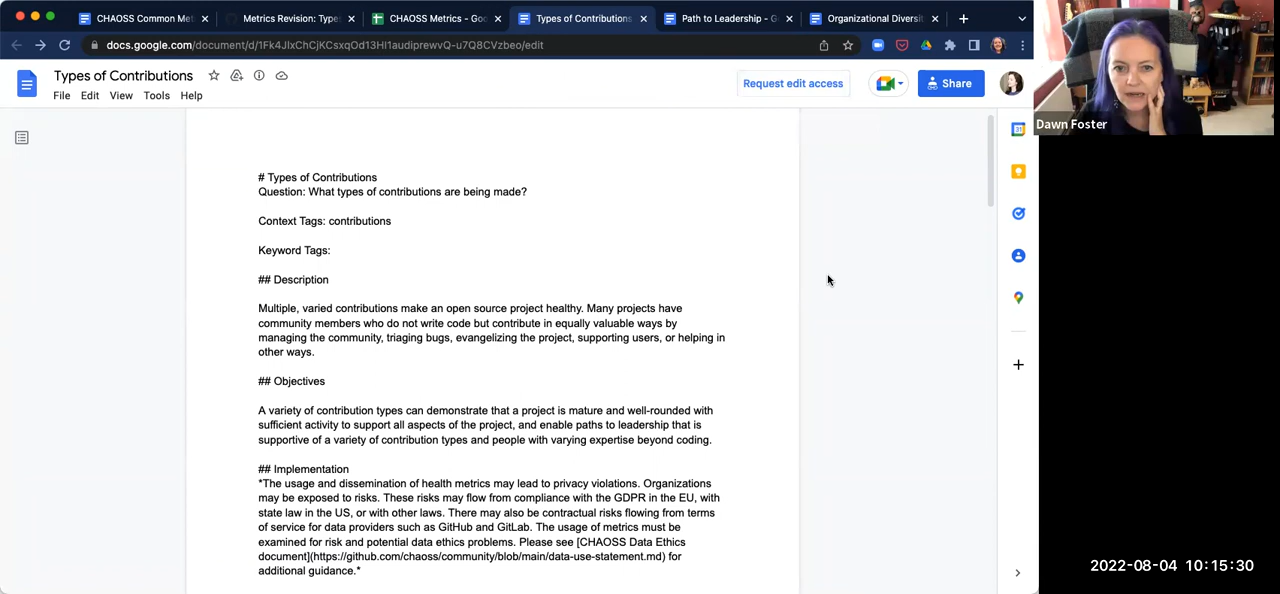 CHAOSS Common Met
Metrics Revision: Types
CHAOSS Metrics - Goo
Types of Contributions
Path to Leadership - G
Organizational Diversit
docs.google.com/document/d/1Fk4JlxChCjKCsxqOd13Hl1audiprewvQ-u7Q8CVzbeo/edit
Types of Contributions
File Edit View Tools Help
Request edit access
Share
Dawn Foster
31
# Types of Contributions
Question: What types of contributions are being made?
Context Tags: contributions
Keyword Tags:
## Description
Multiple, varied contributions make an open source project healthy. Many projects have
community members who do not write code but contribute in equally valuable ways by
managing the community, triaging bugs, evangelizing the project, supporting users, or helping in
other ways.
## Objectives
A variety of contribution types can demonstrate that a project is mature and well-rounded with
sufficient activity to support all aspects of the project, and enable paths to leadership that is
supportive of a variety of contribution types and people with varying expertise beyond coding.
## Implementation
*The usage and dissemination of health metrics may lead to privacy violations. Organizations
may be exposed to risks. These risks may flow from compliance with the GDPR in the EU, with
state law in the US, or with other laws. There may also be contractual risks flowing from terms
of service for data providers such as GitHub and GitLab. The usage of metrics must be
examined for risk and potential data ethics problems. Please see [CHAOSS Data Ethics
document](https://github.com/chaoss/community/blob/main/data-use-statement.md) for
additional guidance.*
2022-08-04 10:15:30